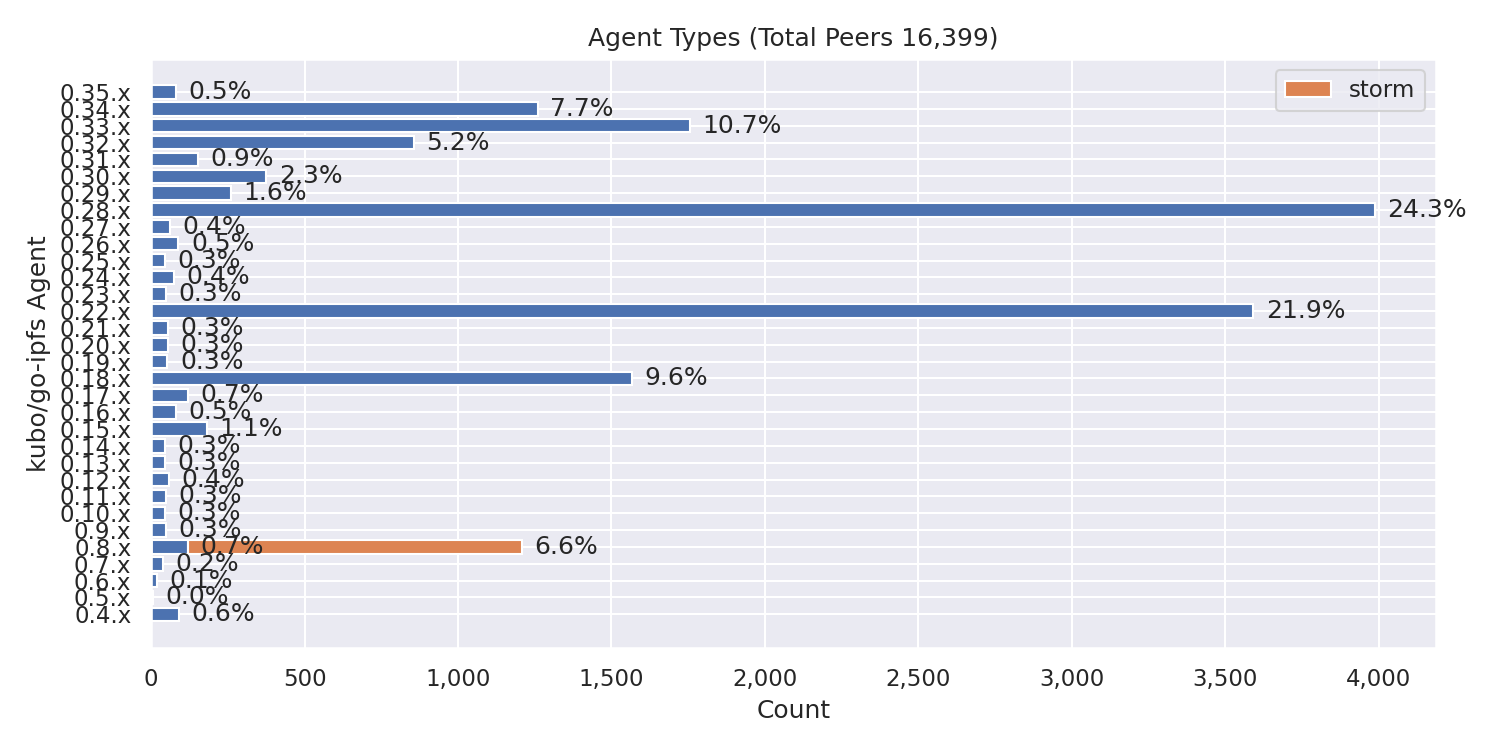 Agent Types (Total Peers 16,399)
storm
kubo/go-ipfs Agent
0.35.x 0.5%
0.34.x 7.7%
0.33.x 10.7%
0.32.x 5.2%
0.31.x 0.9%
0.30.x 2.3%
0.29.x 1.6%
0.28.x 24.3%
0.27.x 0.4%
0.26.x 0.5%
0.25.x 0.3%
0.24.x 0.4%
0.23.x 0.3%
0.22.x 21.9%
0.21.x 0.3%
0.20.x 0.3%
0.19.x 0.3%
0.18.x 9.6%
0.17.x 0.7%
0.16.x 0.5%
0.15.x 1.1%
0.14.x 0.3%
0.13.x 0.3%
0.12.x 0.4%
0.11.x 0.3%
0.10.x 0.3%
0.9.x 0.3%
0.8.x 0.7% 6.6%
0.7.x 0.2%
0.6.x 0.1%
0.5.x 0.0%
0.4.x 0.6%
0 500 1,000 1,500 2,000 2,500 3,000 3,500 4,000
Count